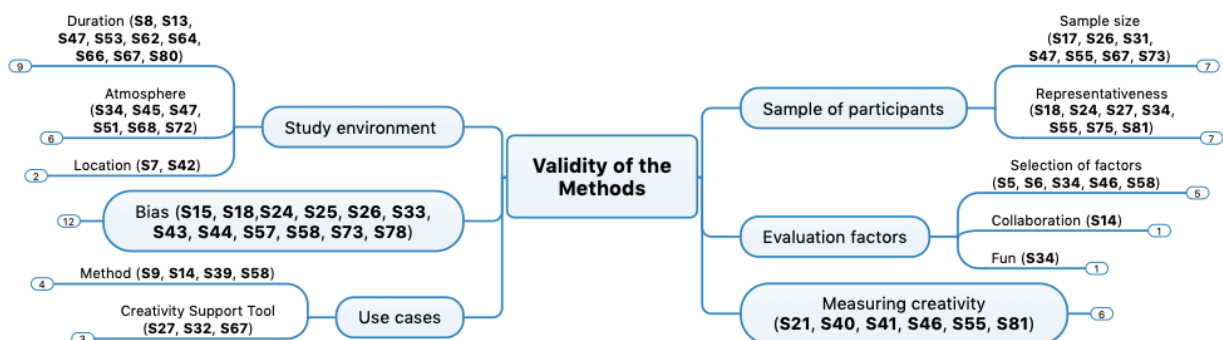 Duration (S8, S13,
S47, S53, S62, S64,
S66, S67, S80)
9
Atmosphere
(S34, S45, S47,
S51, S68, S72)
6
Location (S7, S42)
2
Study environment
Bias (S15, S18,S24, S25, S26, S33,
S43, S44, S57, S58, S73, S78)
12
Method (S9, S14, S39, S58)
4
Creativity Support Tool
(S27, S32, S67)
3
Use cases
Validity of the
Methods
Sample of participants
Sample size
(S17, S26, S31,
S47, S55, S67, S73)
7
Representativeness
(S18, S24, S27, S34,
S55, S75, S81)
7
Evaluation factors
Selection of factors
(S5, S6, S34, S46, S58)
5
Collaboration (S14)
1
Fun (S34)
1
Measuring creativity
(S21, S40, S41, S46, S55, S81)
6